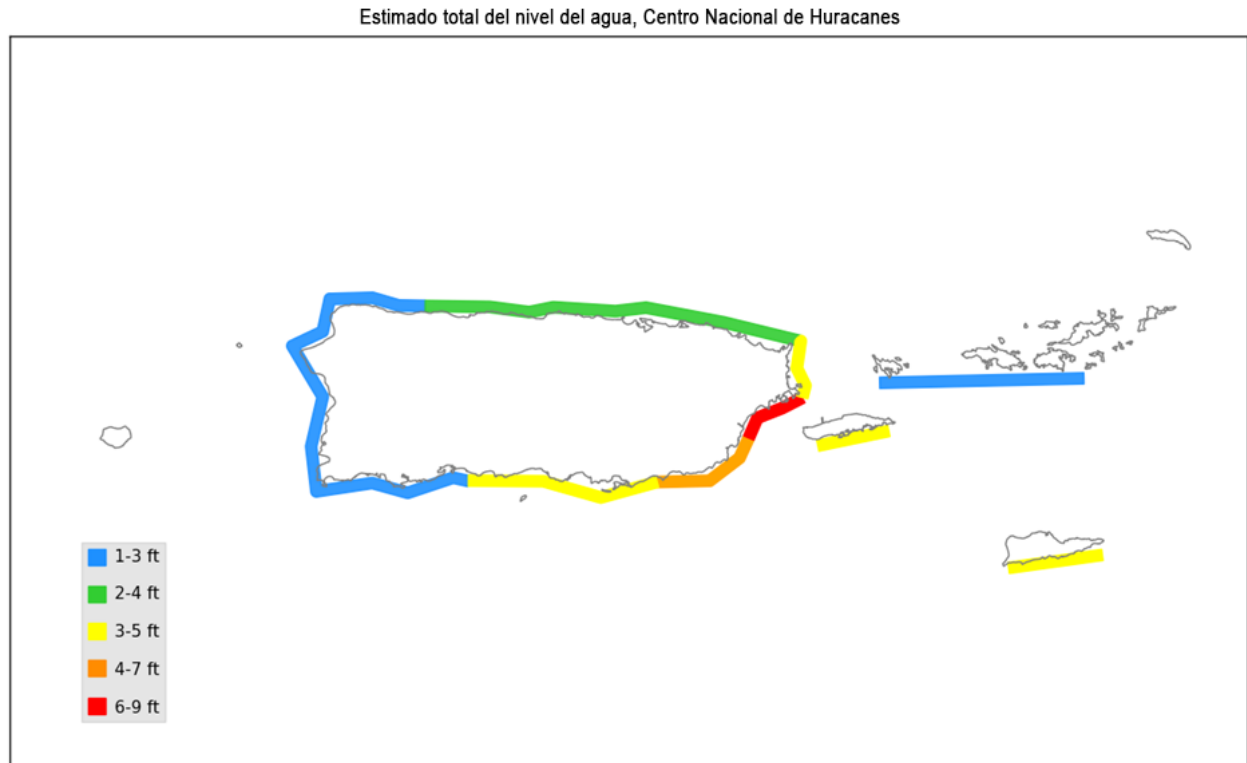 Estimado total del nivel del agua, Centro Nacional de Huracanes
1-3 ft
2-4 ft
3-5 ft
4-7 ft
6-9 ft